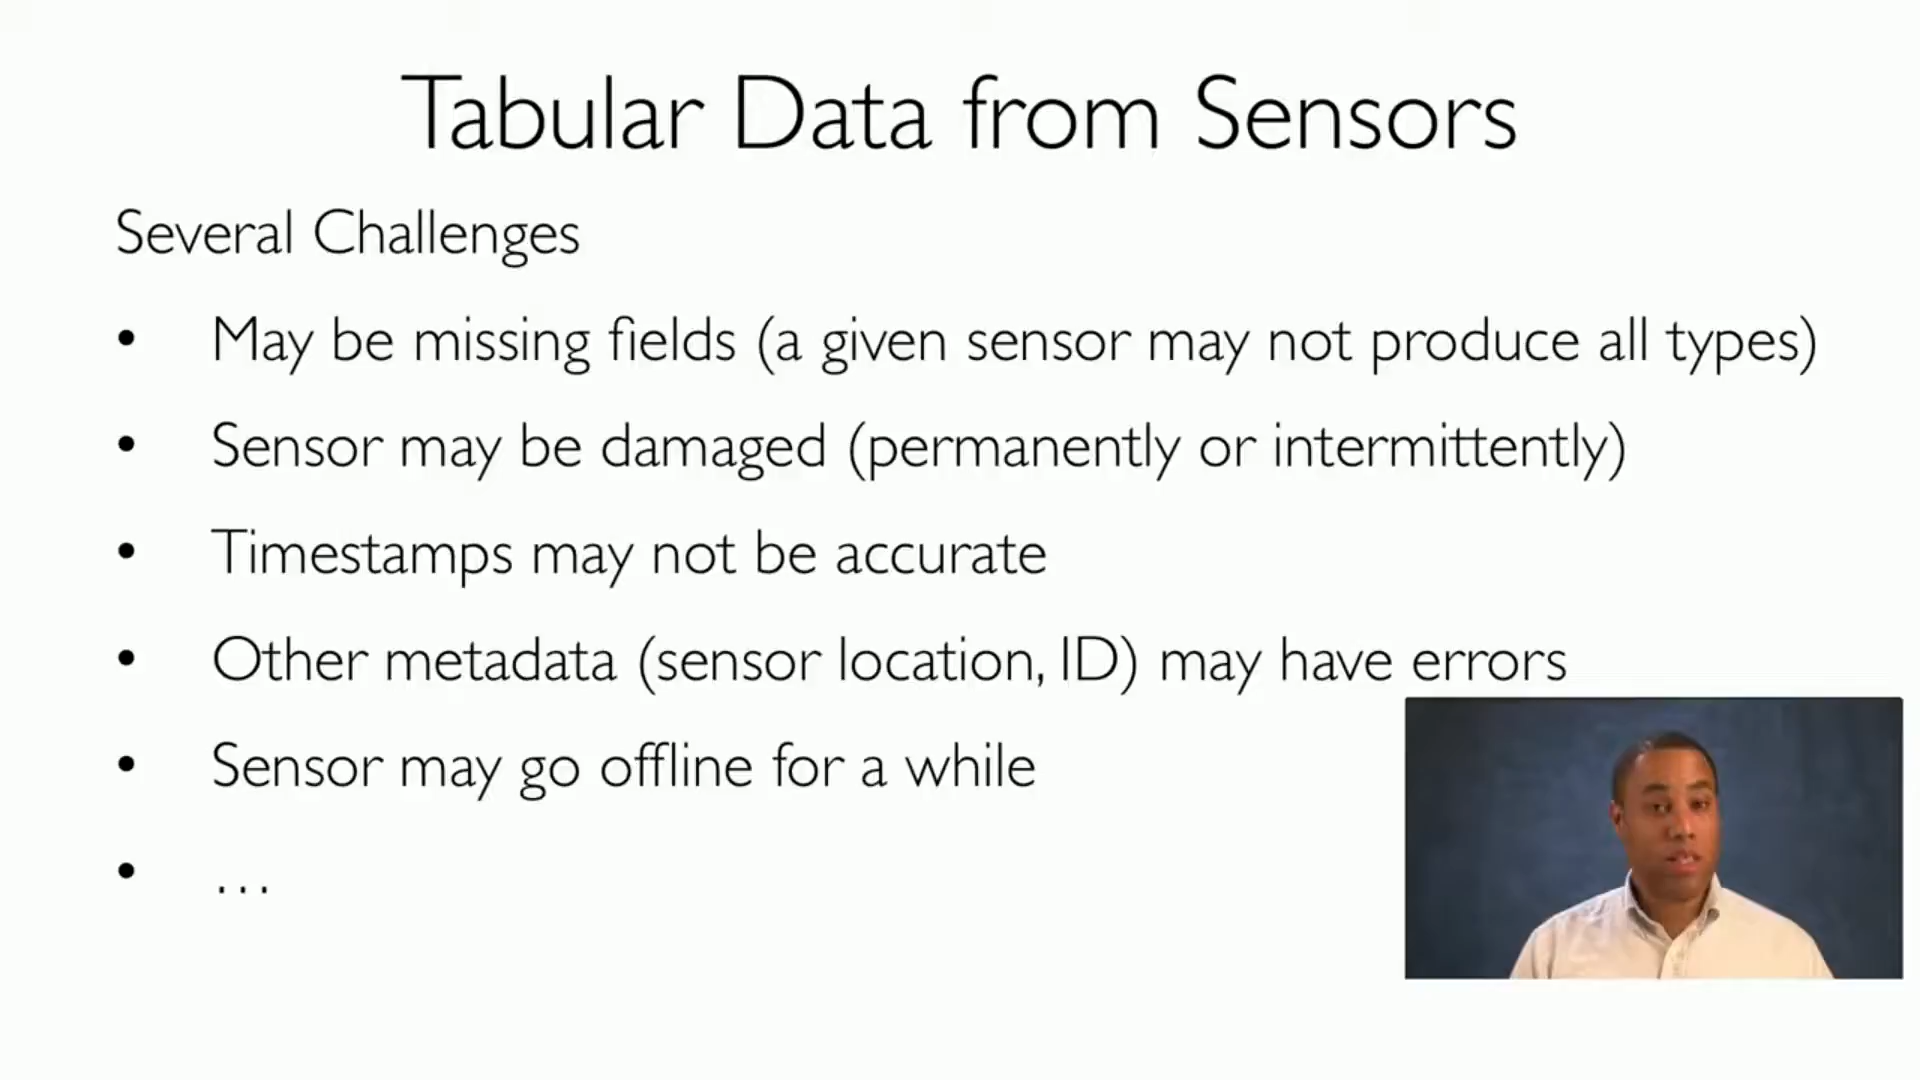 Tabular Data from Sensors
Several Challenges
• May be missing fields (a given sensor may not produce all types)
• Sensor may be damaged (permanently or intermittently)
• Timestamps may not be accurate
• Other metadata (sensor location, ID) may have errors
• Sensor may go offline for a while
• ...